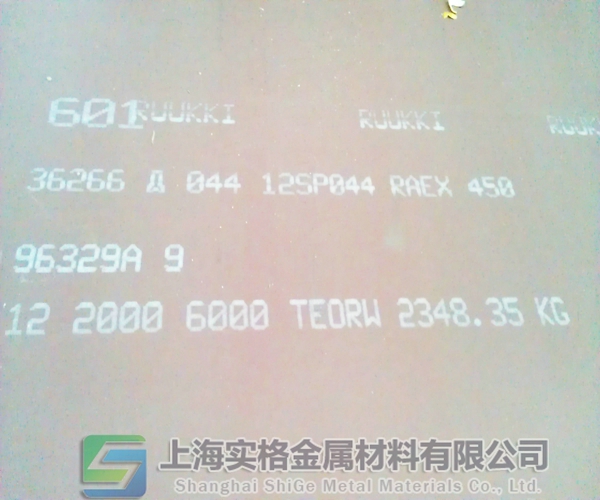 601 RUUKKI RUUKKI RUUKK
36266 Д 044 12SP044 RAEX 450
96329A 9
12 2000 6000 TEORW 2348.35 KG
上海实格金属材料有限公司
Shanghai ShiGe Metal Materials Co., Ltd.